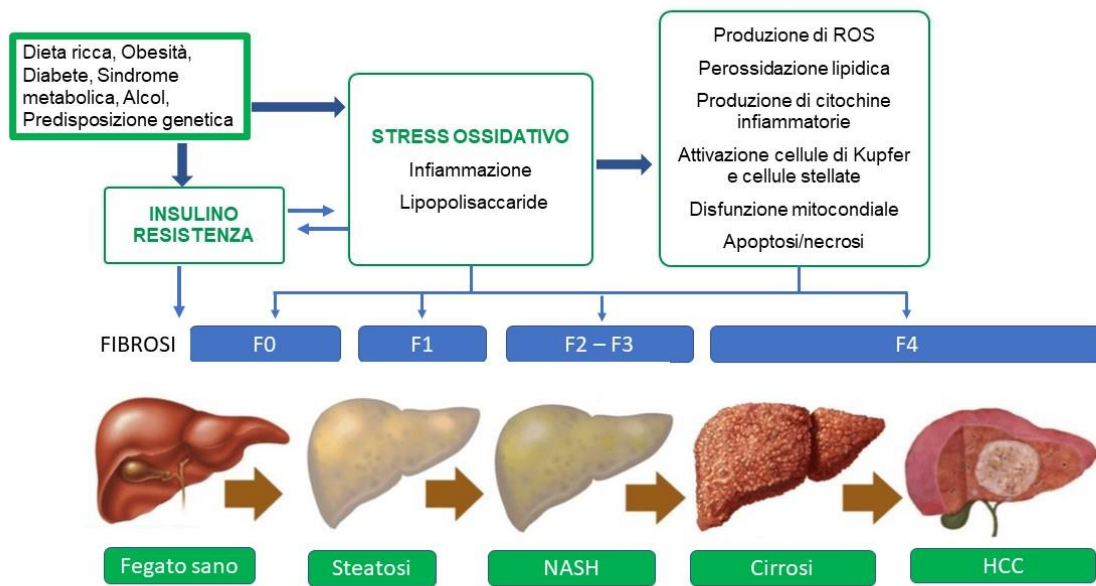 Dieta ricca, Obesità,
Diabete, Sindrome
metabolica, Alcol,
Predisposizione genetica
INSULINO
RESISTENZA
STRESS OSSIDATIVO
Infiammazione
Lipopolisaccaride
Produzione di ROS
Perossidazione lipidica
Produzione di citochine
infiammatorie
Attivazione cellule di Kupfer
e cellule stellate
Disfunzione mitocondiale
Apoptosi/necrosi
FIBROSI
F0
F1
F2 – F3
F4
Fegato sano
Steatosi
NASH
Cirrosi
HCC